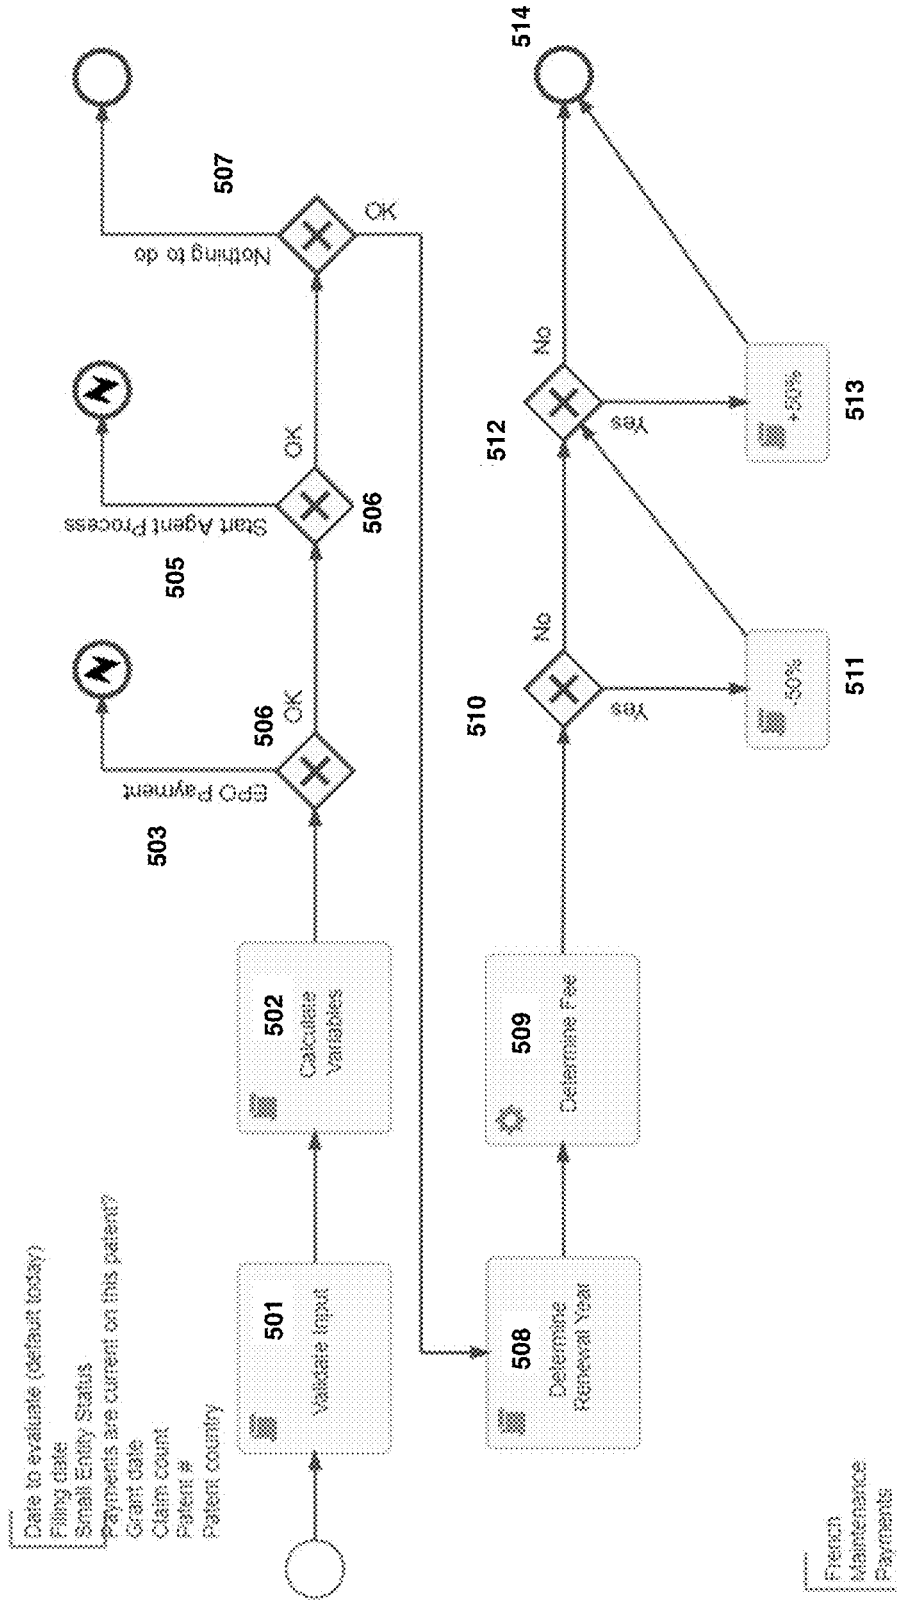 Date to evaluate (default today)
Filing date
Small Entity Status
Payments are current on this patent?
Grant date
Claim count
Patent #
Patent country
501
Validate Input
502
Calculate
Variables
503
EPO Payment
506
OK
505
Start Agent Process
506
OK
507
Nothing to do
OK
508
Determine
Renewal Year
509
Determine Fee
510
No
Yes
511
-50%
512
No
Yes
513
+50%
514
French
Maintenance
Payments